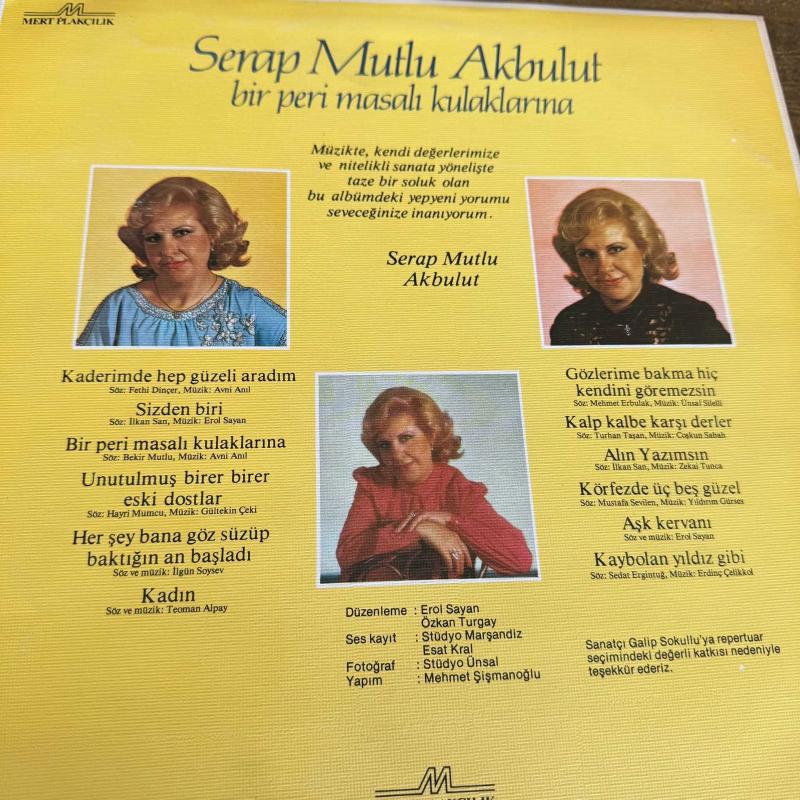 MERT PLAKÇILIK
Serap Mutlu Akbulut
bir peri masalı kulaklarına
Müzikte, kendi değerlerimize
ve nitelikli sanata yönelişte
taze bir soluk olan
bu albümdeki yepyeni yorumu
seveceğinize inanıyorum.
Serap Mutlu
Akbulut
Kaderimde hep güzeli aradım
Söz: Fethi Dinçer, Müzik: Avni Anıl
Sizden biri
Söz: İlkan San, Müzik: Erol Sayan
Bir peri masalı kulaklarına
Söz: Bekir Mutlu, Müzik: Avni Anıl
Unutulmuş birer birer
eski dostlar
Söz: Hayri Mumcu, Müzik: Gültekin Çeki
Her şey bana göz süzüp
baktığın an başladı
Söz ve müzik: İlgün Soysev
Kadın
Söz ve müzik: Teoman Alpay
Gözlerime bakma hiç
kendini göremezsin
Söz: Mehmet Erbulak, Müzik: Ünsal Silelli
Kalp kalbe karşı derler
Söz: Turhan Taşan, Müzik: Coşkun Sabah
Alın Yazımsın
Söz: İlkan San, Müzik: Zekai Tunca
Körfezde üç beş güzel
Söz: Mustafa Sevilen, Müzik: Yıldırım Gürses
Aşk kervanı
Söz ve müzik: Erol Sayan
Kaybolan yıldız gibi
Söz: Sedat Ergintuğ, Müzik: Erdinç Çelikkol
Düzenleme : Erol Sayan
Özkan Turgay
Ses kayıt : Stüdyo Marşandiz
Esat Kral
Fotoğraf : Stüdyo Ünsal
Yapım : Mehmet Şişmanoğlu
Sanatçı Galip Sokullu'ya repertuar
seçimindeki değerli katkısı nedeniyle
teşekkür ederiz.